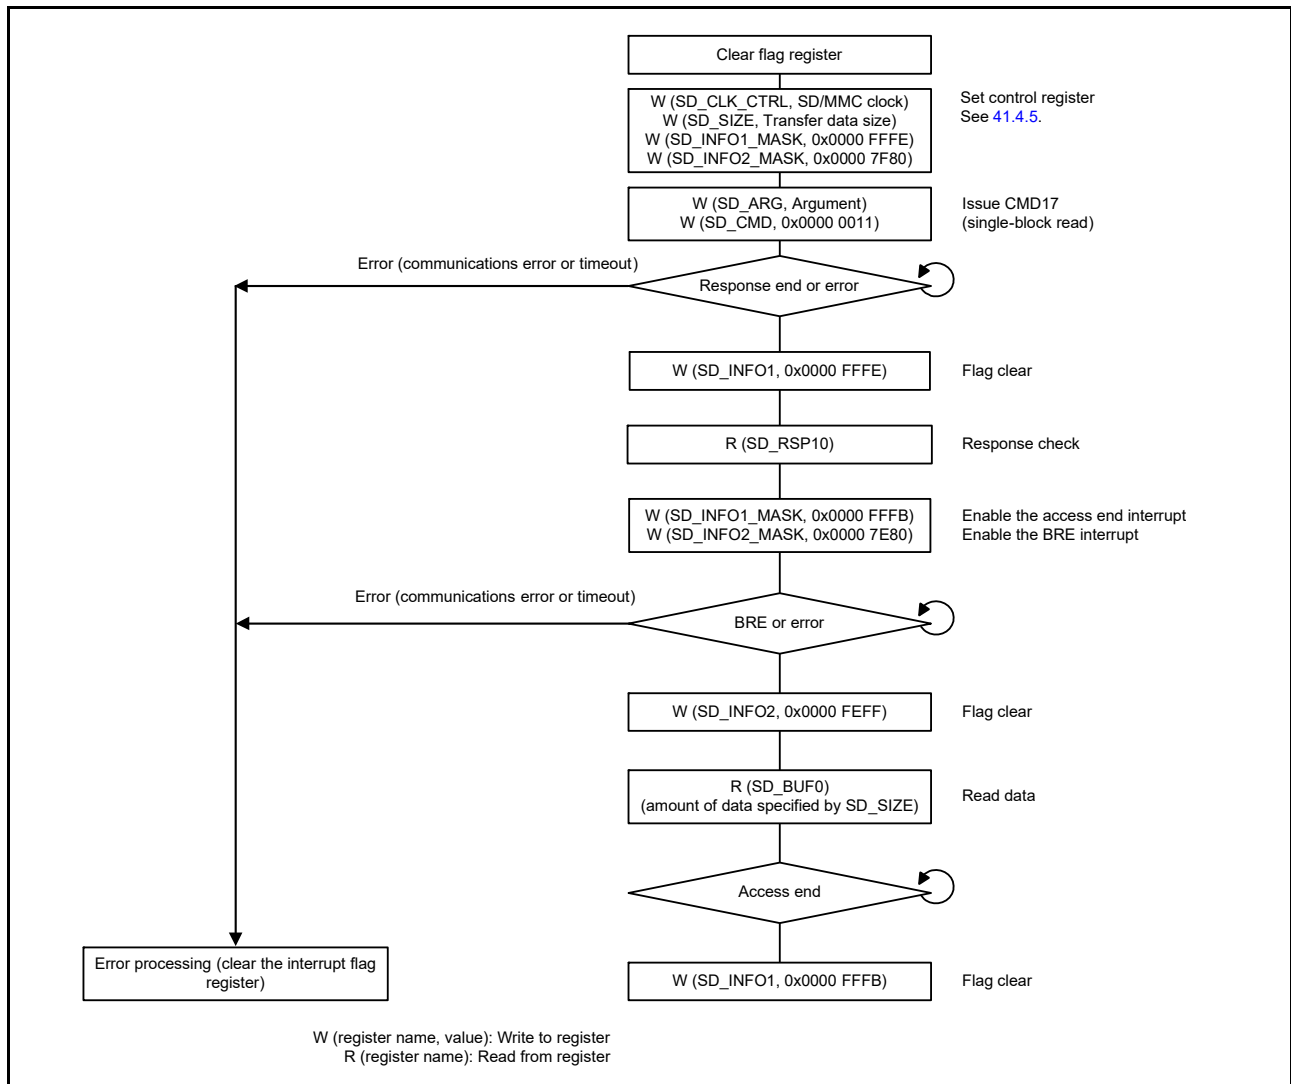 Clear flag register
W (SD_CLK_CTRL, SD/MMC clock)
W (SD_SIZE, Transfer data size)
W (SD_INFO1_MASK, 0x0000 FFFE)
W (SD_INFO2_MASK, 0x0000 7F80)
Set control register
See 41.4.5.
W (SD_ARG, Argument)
W (SD_CMD, 0x0000 0011)
Issue CMD17
(single-block read)
Error (communications error or timeout)
Response end or error
W (SD_INFO1, 0x0000 FFFE)
Flag clear
R (SD_RSP10)
Response check
W (SD_INFO1_MASK, 0x0000 FFFB)
W (SD_INFO2_MASK, 0x0000 7E80)
Enable the access end interrupt
Enable the BRE interrupt
Error (communications error or timeout)
BRE or error
W (SD_INFO2, 0x0000 FEFF)
Flag clear
R (SD_BUF0)
(amount of data specified by SD_SIZE)
Read data
Access end
Error processing (clear the interrupt flag
register)
W (SD_INFO1, 0x0000 FFFB)
Flag clear
W (register name, value): Write to register
R (register name): Read from register